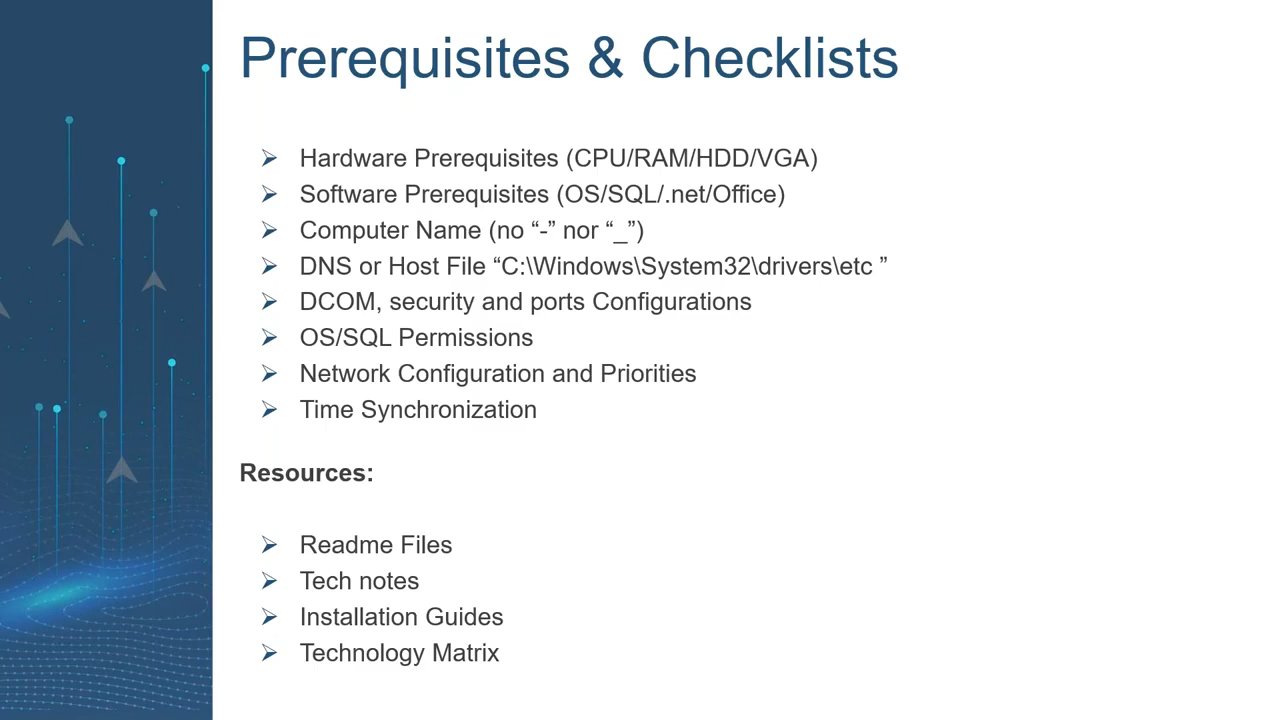 Prerequisites & Checklists
Hardware Prerequisites (CPU/RAM/HDD/VGA)
Software Prerequisites (OS/SQL/.net/Office)
Computer Name (no “-” nor “_”)
DNS or Host File “C:\Windows\System32\drivers\etc ”
DCOM, security and ports Configurations
OS/SQL Permissions
Network Configuration and Priorities
Time Synchronization
Resources:
Readme Files
Tech notes
Installation Guides
Technology Matrix